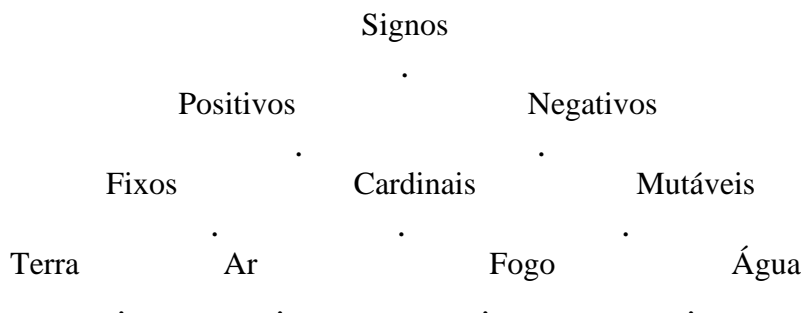 Signos
.
Positivos Negativos
. .
Fixos Cardinais Mutáveis
. . .
Terra Ar Fogo Água
. . . .